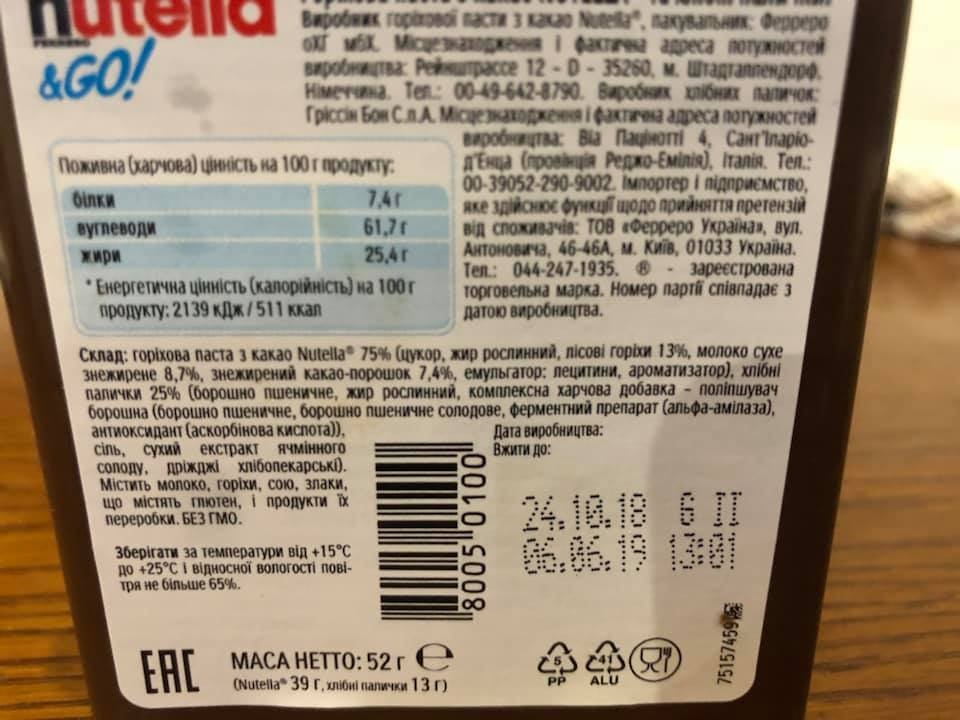 nutella
&GO!
Виробник горіхової пасти з какао Nutella®, пакувальник: Ферреро
оХГ мбХ. Місцезнаходження і фактична адреса потужностей
виробництва: Рейнштрассе 12 - D - 35260, м. Штадталлендорф,
Німеччина. Тел.: 00-49-642-8790. Виробник хлібних паличок:
Гріссін Бон С.п.А. Місцезнаходження і фактична адреса потужностей
виробництва: Віа Пацінотті 4, Сант'Іларіо-
д'Енца (провінція Реджо-Емілія), Італія. Тел.:
00-39052-290-9002. Імпортер і підприємство,
яке здійснює функції щодо прийняття претензій
від споживачів: ТОВ «Ферреро Україна», вул.
Антоновича, 46-46А, м. Київ, 01033 Україна.
Тел.: 044-247-1935. ® - зареєстрована
торговельна марка. Номер партії співпадає з
датою виробництва.
Поживна (харчова) цінність на 100 г продукту:
білки 7,4 г
вуглеводи 61,7 г
жири 25,4 г
* Енергетична цінність (калорійність) на 100 г
продукту: 2139 кДж / 511 ккал
Склад: горіхова паста з какао Nutella® 75% (цукор, жир рослинний, лісові горіхи 13%, молоко сухе
знежирене 8,7%, знежирений какао-порошок 7,4%, емульгатор: лецитини, ароматизатор), хлібні
палички 25% (борошно пшеничне, жир рослинний, комплексна харчова добавка – поліпшувач
борошна (борошно пшеничне, борошно пшеничне солодове, ферментний препарат (альфа-амілаза),
антиоксидант (аскорбінова кислота)),
сіль, сухий екстракт ячмінного
солоду, дріжджі хлібопекарські).
Містить молоко, горіхи, сою, злаки,
що містять глютен, і продукти їх
переробки. БЕЗ ГМО.
Зберігати за температури від +15°С
до +25°С і відносної вологості пові-
тря не більше 65%.
Дата виробництва:
Вжити до:
24.10.18 G II
06.06.19 13:01
80050100
75157459
EAC
МАСА НЕТТО: 52 г ℮
(Nutella® 39 г, хлібні палички 13 г)
5
PP
41
ALU